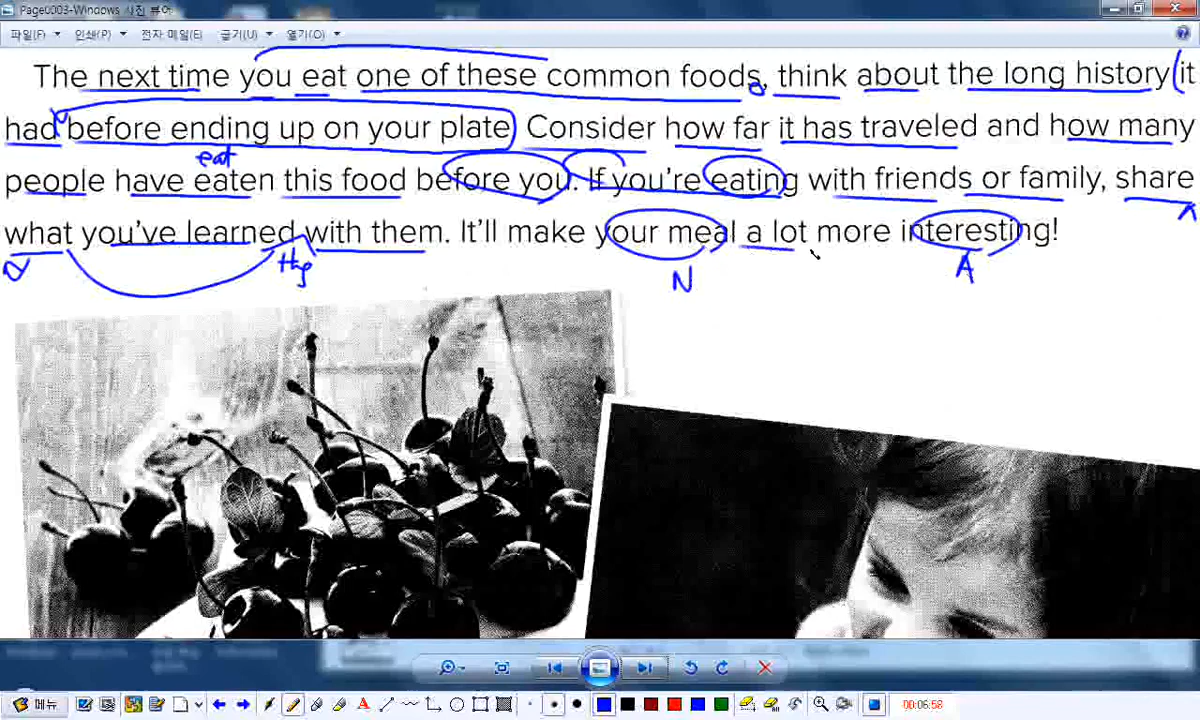 Page0003-Windows 사진 뷰어
파일(F) 인쇄(P) 전자 메일(E) 굽기(U) 열기(O)
The next time you eat one of these common foods, think about the long history (it
had before ending up on your plate) Consider how far it has traveled and how many
eat
people have eaten this food before you. If you're eating with friends or family, share
what you've learned with them. It'll make your meal a lot more interesting!
N
A
메뉴
00:06:58